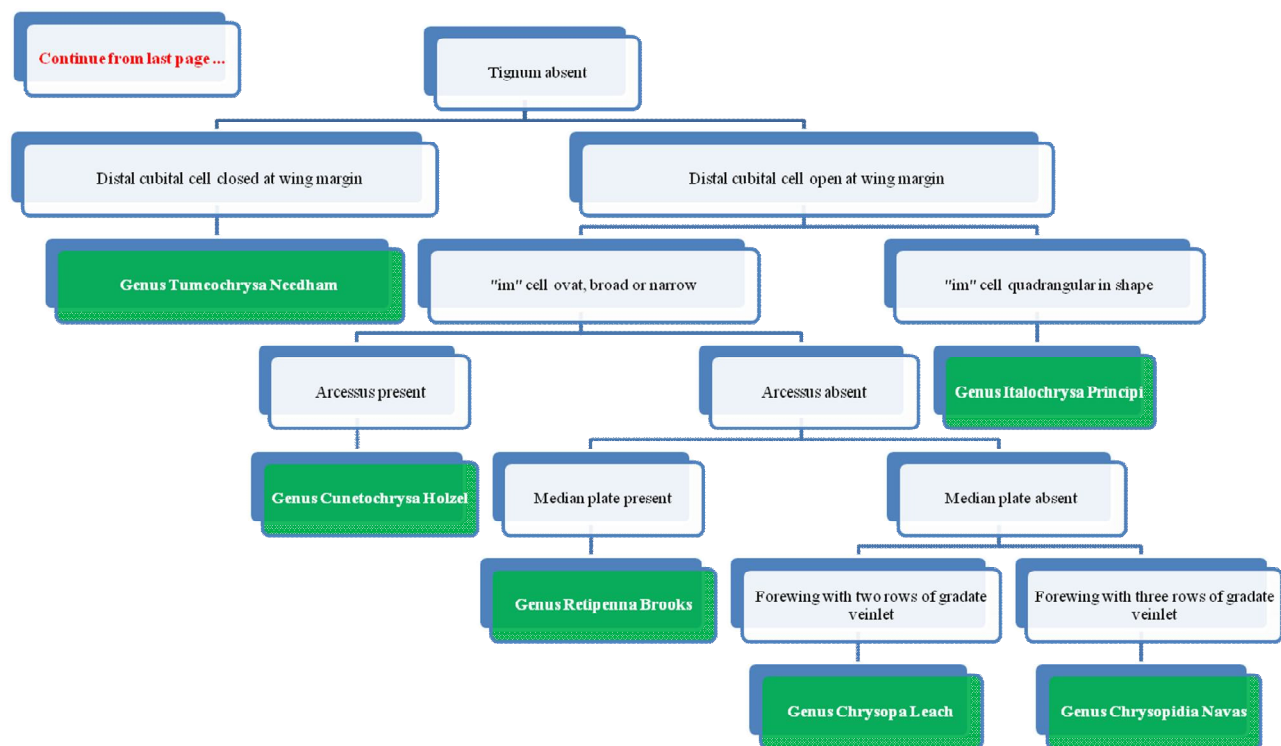 Continue from last page ...
Tignum absent
Distal cubital cell closed at wing margin
Distal cubital cell open at wing margin
Genus Tumeochrysa Needham
"im" cell ovat, broad or narrow
"im" cell quadrangular in shape
Arcessus present
Arcessus absent
Genus Italochrysa Principi
Genus Cunetochrysa Holzel
Median plate present
Median plate absent
Genus Retipenna Brooks
Forewing with two rows of gradate
veinlet
Forewing with three rows of gradate
veinlet
Genus Chrysopa Leach
Genus Chrysopidia Navas